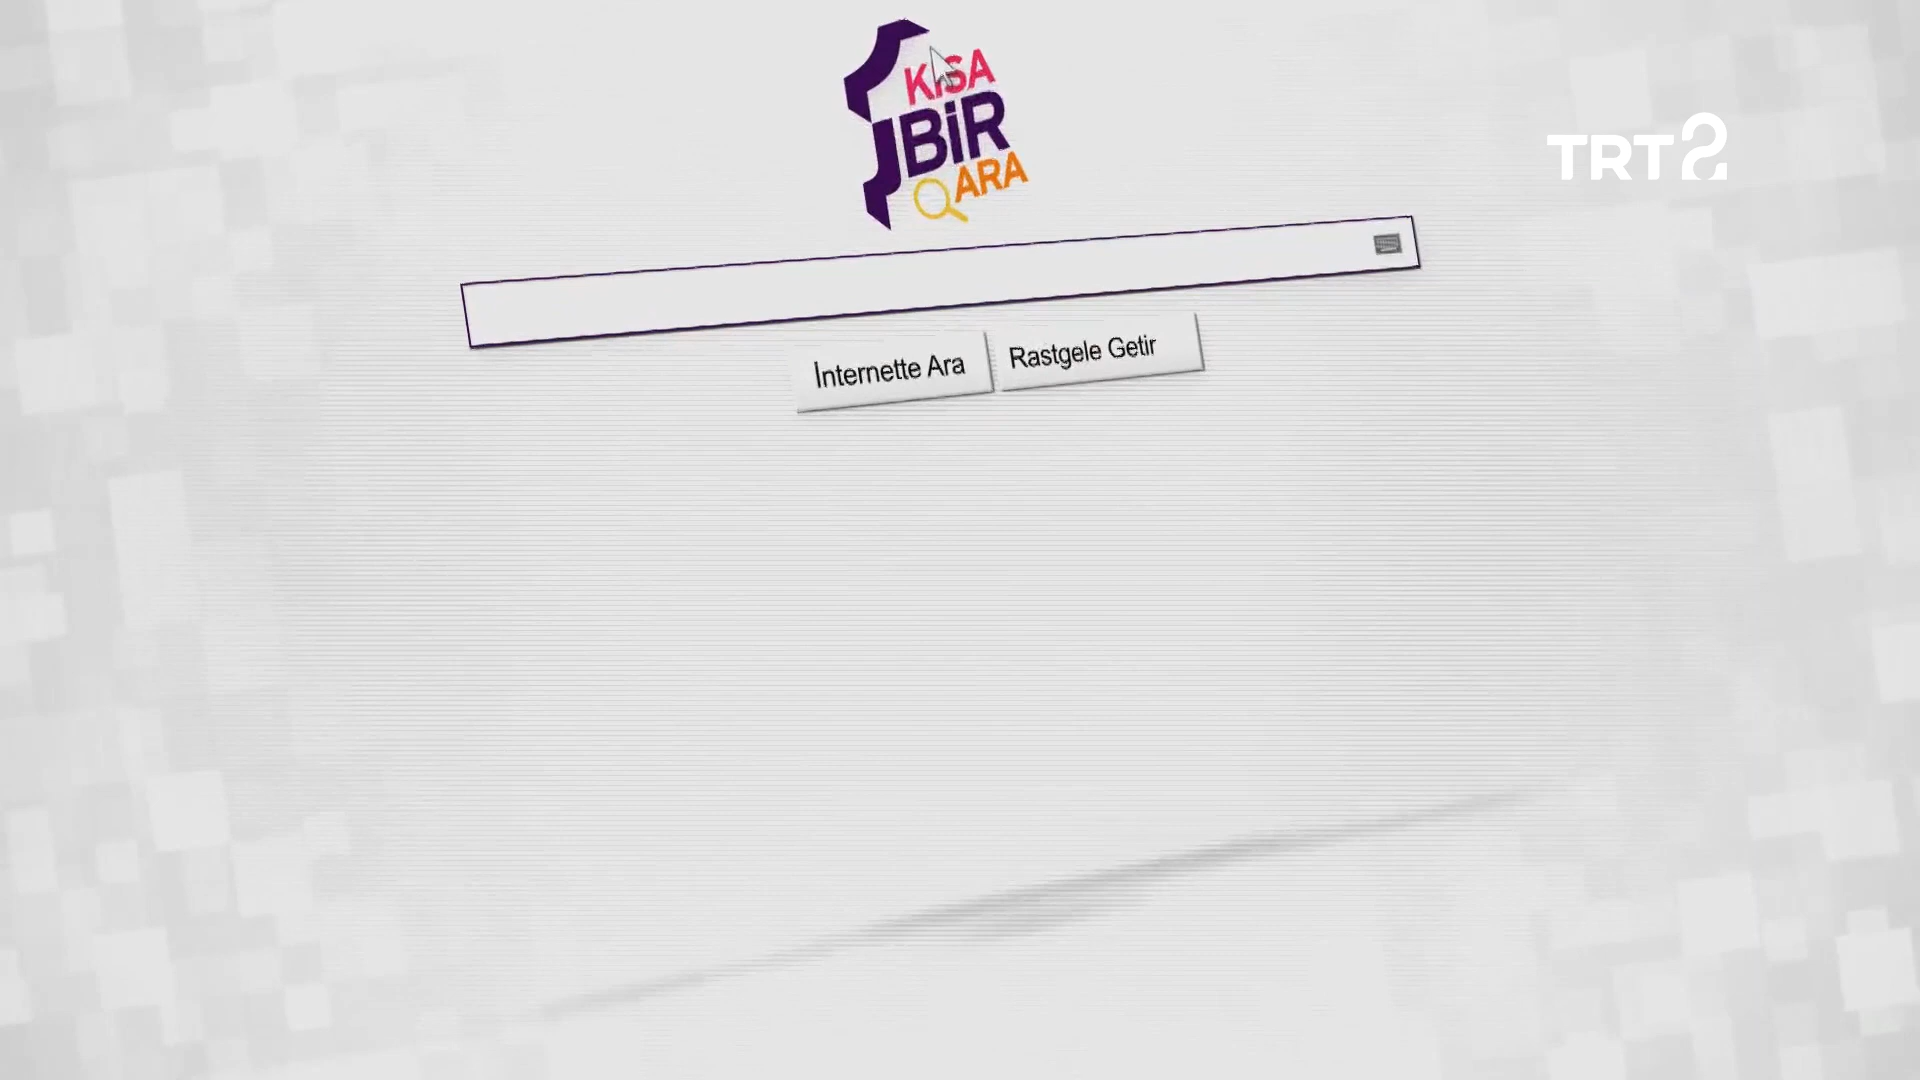 KISA
BİR
ARA
TRT2
İnternette Ara
Rastgele Getir